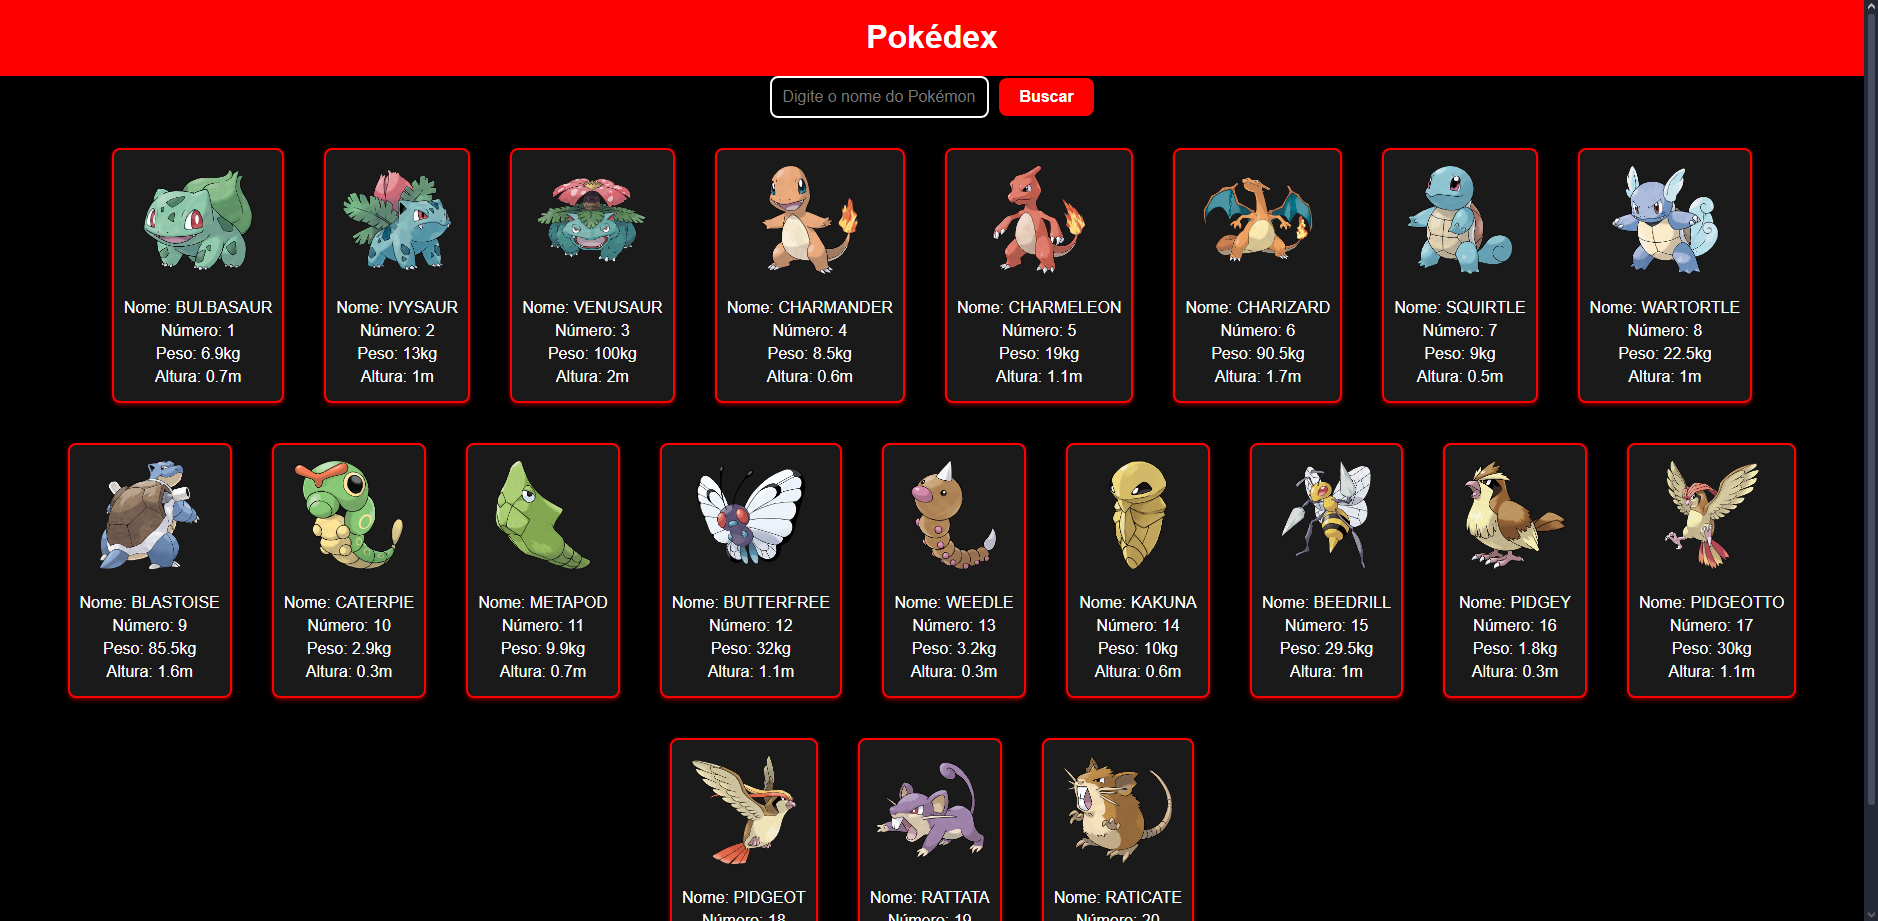 Pokédex
Digite o nome do Pokémon
Buscar
Nome: BULBASAUR
Número: 1
Peso: 6.9kg
Altura: 0.7m
Nome: IVYSAUR
Número: 2
Peso: 13kg
Altura: 1m
Nome: VENUSAUR
Número: 3
Peso: 100kg
Altura: 2m
Nome: CHARMANDER
Número: 4
Peso: 8.5kg
Altura: 0.6m
Nome: CHARMELEON
Número: 5
Peso: 19kg
Altura: 1.1m
Nome: CHARIZARD
Número: 6
Peso: 90.5kg
Altura: 1.7m
Nome: SQUIRTLE
Número: 7
Peso: 9kg
Altura: 0.5m
Nome: WARTORTLE
Número: 8
Peso: 22.5kg
Altura: 1m
Nome: BLASTOISE
Número: 9
Peso: 85.5kg
Altura: 1.6m
Nome: CATERPIE
Número: 10
Peso: 2.9kg
Altura: 0.3m
Nome: METAPOD
Número: 11
Peso: 9.9kg
Altura: 0.7m
Nome: BUTTERFREE
Número: 12
Peso: 32kg
Altura: 1.1m
Nome: WEEDLE
Número: 13
Peso: 3.2kg
Altura: 0.3m
Nome: KAKUNA
Número: 14
Peso: 10kg
Altura: 0.6m
Nome: BEEDRILL
Número: 15
Peso: 29.5kg
Altura: 1m
Nome: PIDGEY
Número: 16
Peso: 1.8kg
Altura: 0.3m
Nome: PIDGEOTTO
Número: 17
Peso: 30kg
Altura: 1.1m
Nome: PIDGEOT
Número: 18
Nome: RATTATA
Número: 19
Nome: RATICATE
Número: 20